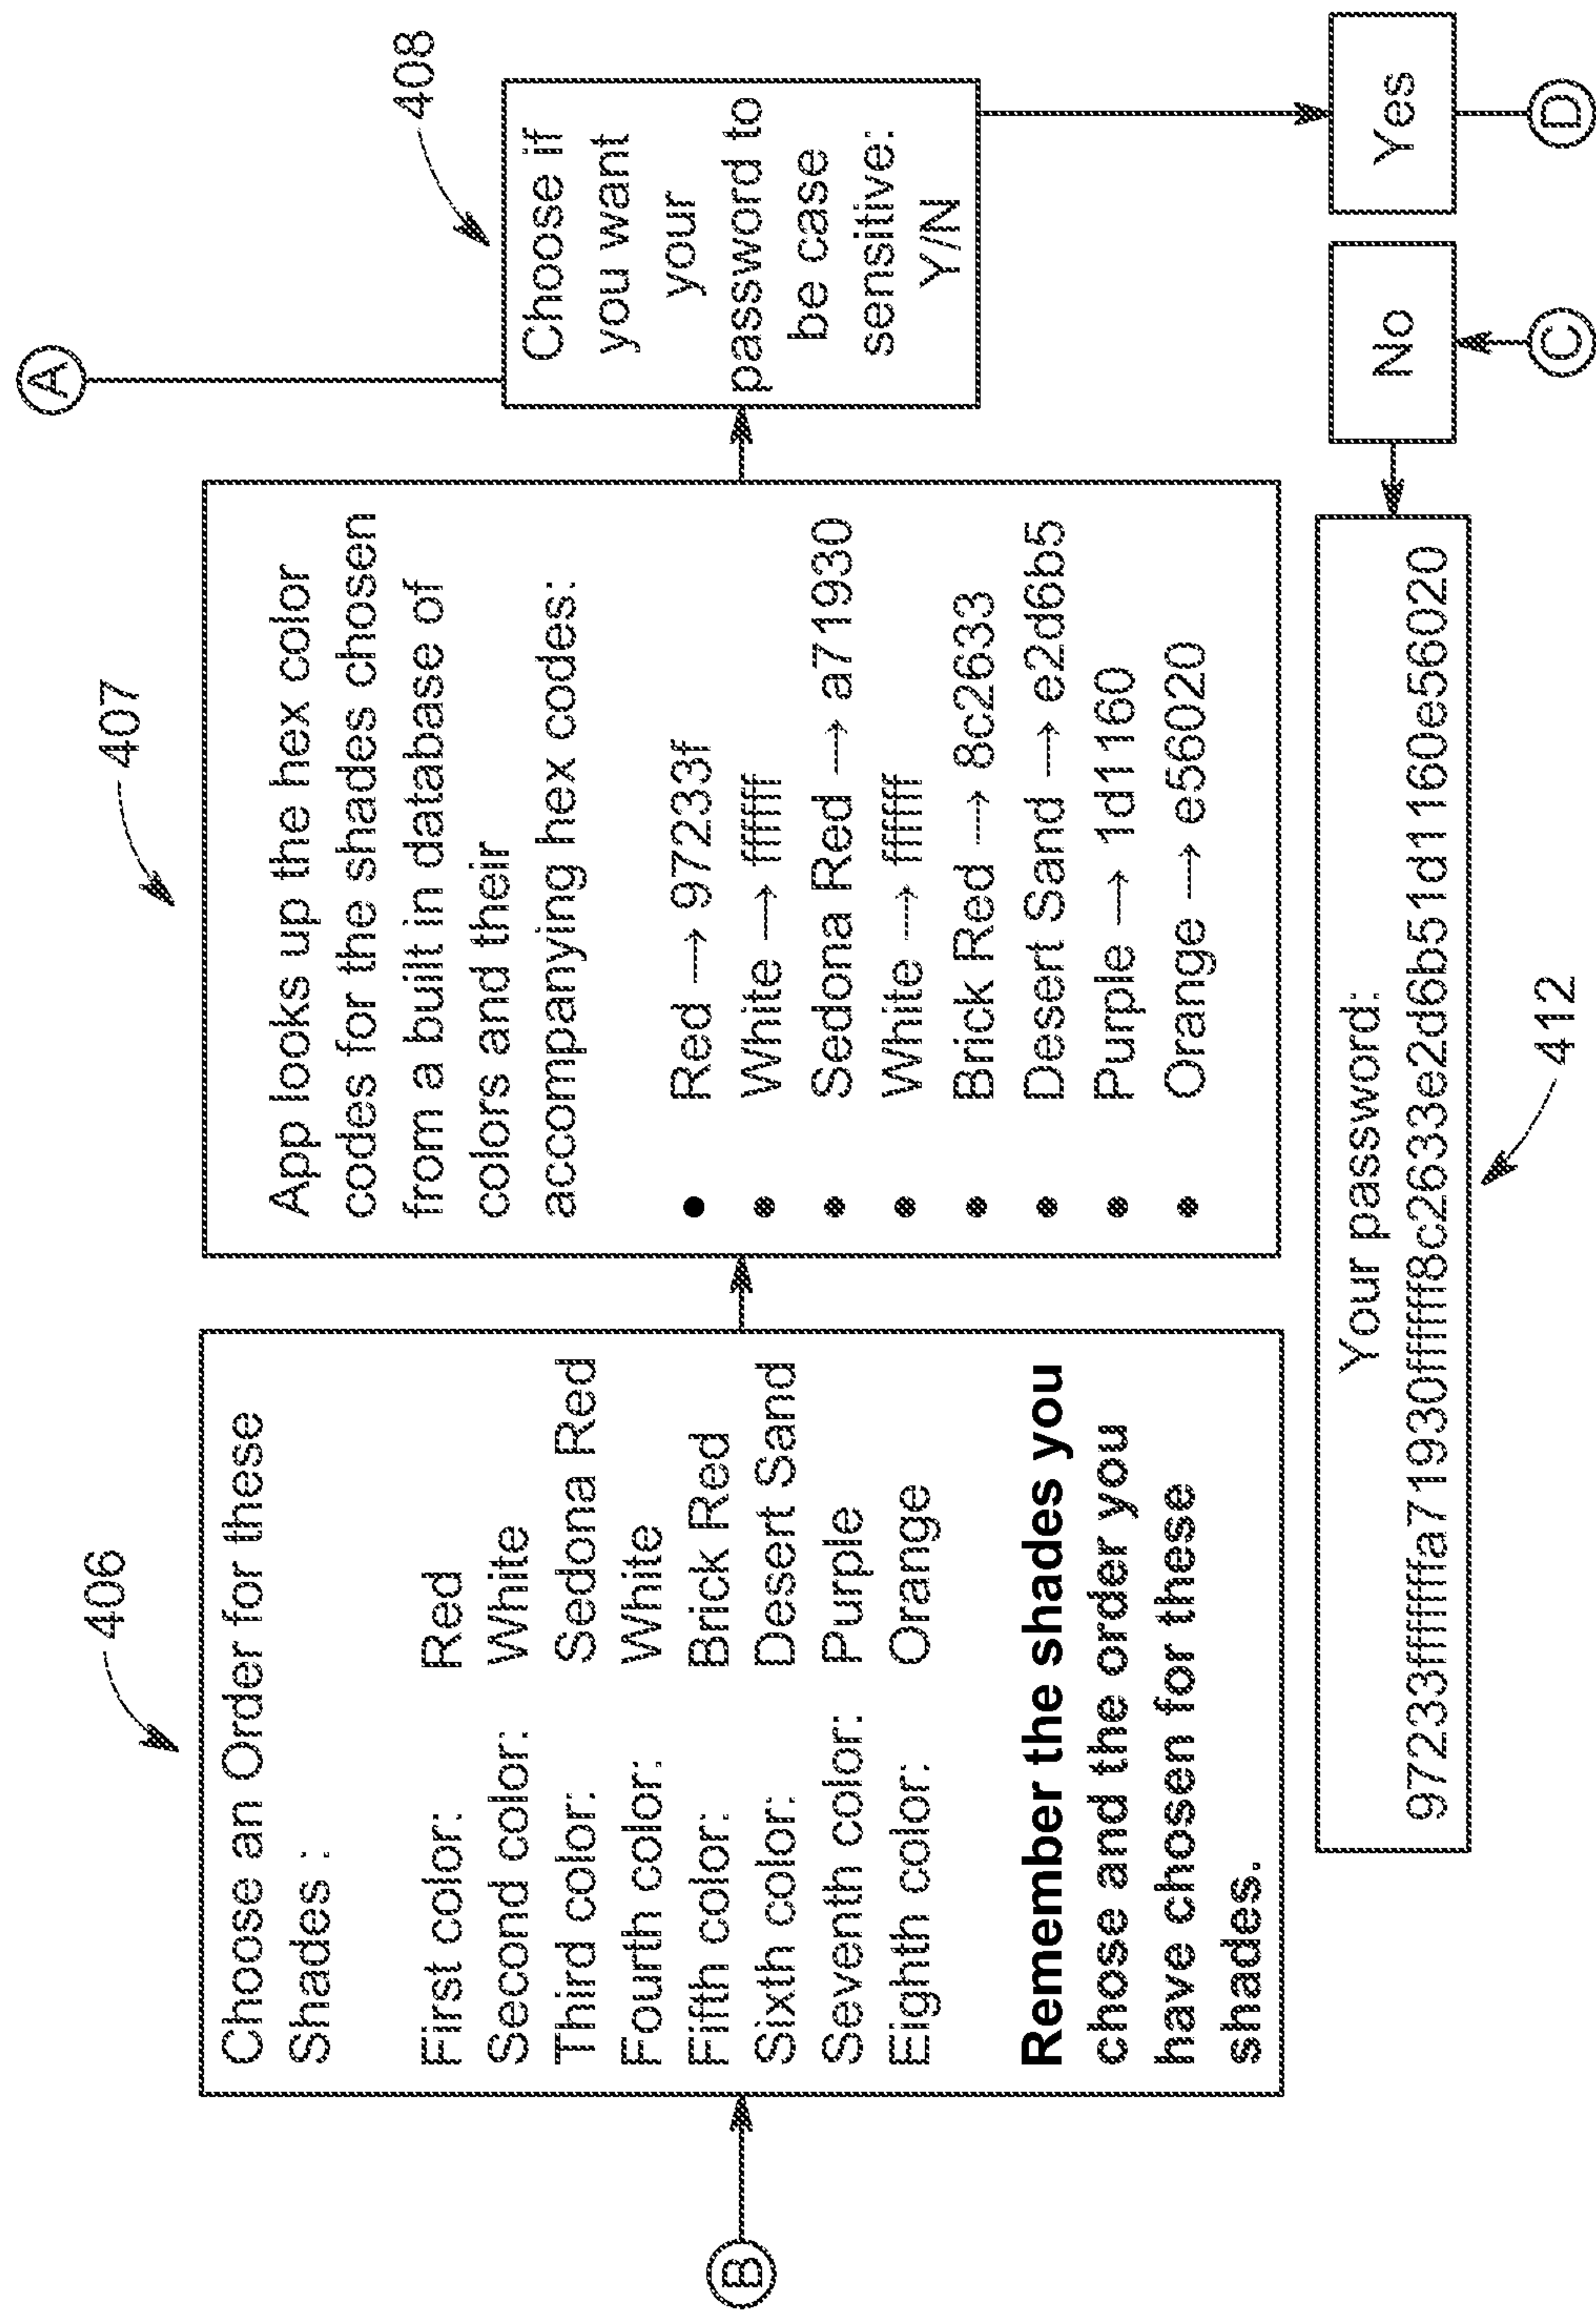 A
406
Choose an Order for these
Shades :
First color: Red
Second color: White
Third color: Sedona Red
Fourth color: White
Fifth color: Brick Red
Sixth color: Desert Sand
Seventh color: Purple
Eighth color: Orange
Remember the shades you
chose and the order you
have chosen for these
shades.
B
407
App looks up the hex color
codes for the shades chosen
from a built in database of
colors and their
accompanying hex codes:
• Red → 97233f
• White → ffffff
• Sedona Red → a71930
• White → ffffff
• Brick Red → 8c2633
• Desert Sand → e2d6b5
• Purple → 1d1160
• Orange → e56020
408
Choose if
you want
your
password to
be case
sensitive:
Y/N
Your password:
97233fffffffa71930ffffff8c2633e2d6b51d1160e56020
412
No
Yes
C
D